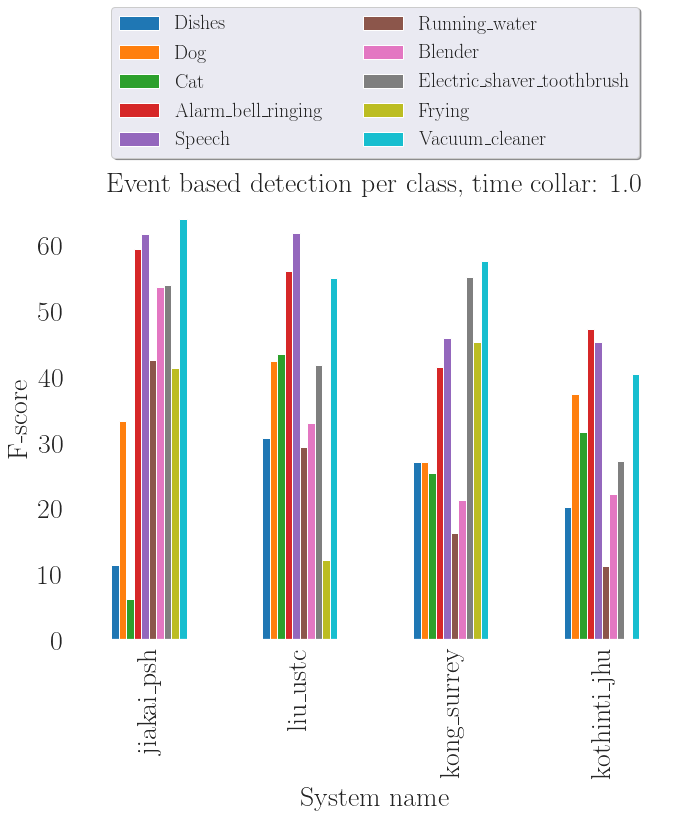 Dishes
Dog
Cat
Alarm_bell_ringing
Speech
Running_water
Blender
Electric_shaver_toothbrush
Frying
Vacuum_cleaner
Event based detection per class, time collar: 1.0
60
50
40
30
20
10
0
F-score
jiakai_psh
liu_ustc
kong_surrey
kothinti_jhu
System name